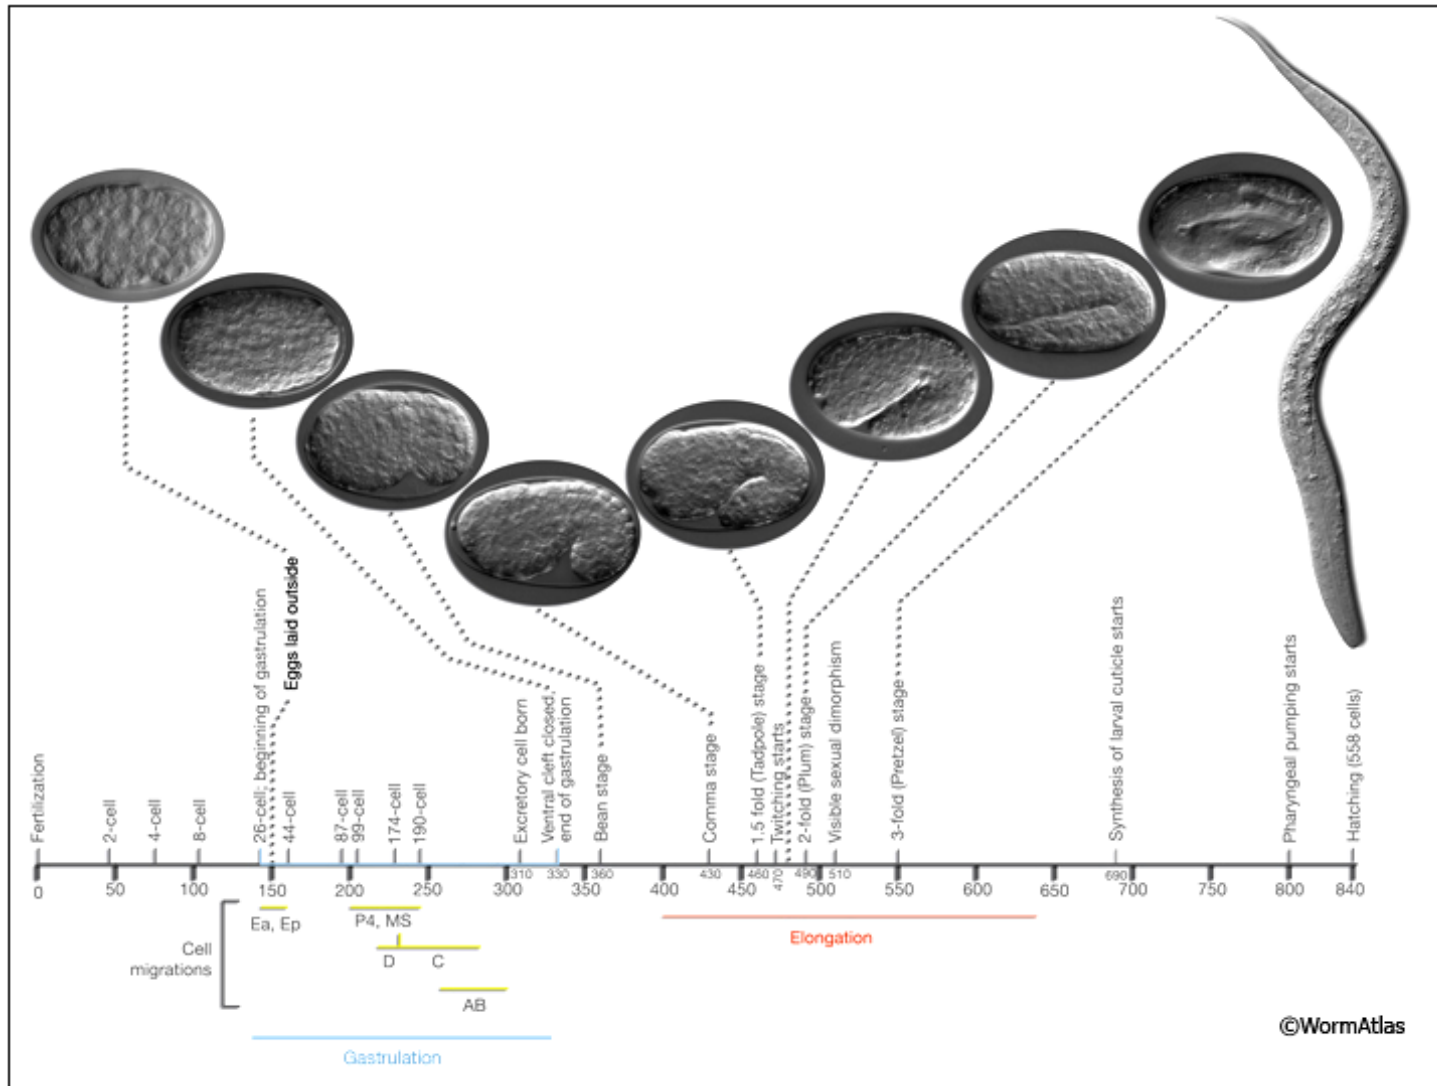 Fertilization
2-cell
4-cell
8-cell
26-cell; beginning of gastrulation
Eggs laid outside
44-cell
87-cell
99-cell
174-cell
190-cell
Excretory cell born
Ventral cleft closed,
end of gastrulation
Bean stage
Comma stage
1.5 fold (Tadpole) stage
Twitching starts
2-fold (Plum) stage
Visible sexual dimorphism
3-fold (Pretzel) stage
Synthesis of larval cuticle starts
Pharyngeal pumping starts
Hatching (558 cells)
0 50 100 150 200 250 300 310 330 350 360 400 430 450 460 470 490 500 510 550 600 650 690 700 750 800 840
Ea, Ep
P4, MS
Cell
migrations
D C
AB
Elongation
Gastrulation
©WormAtlas